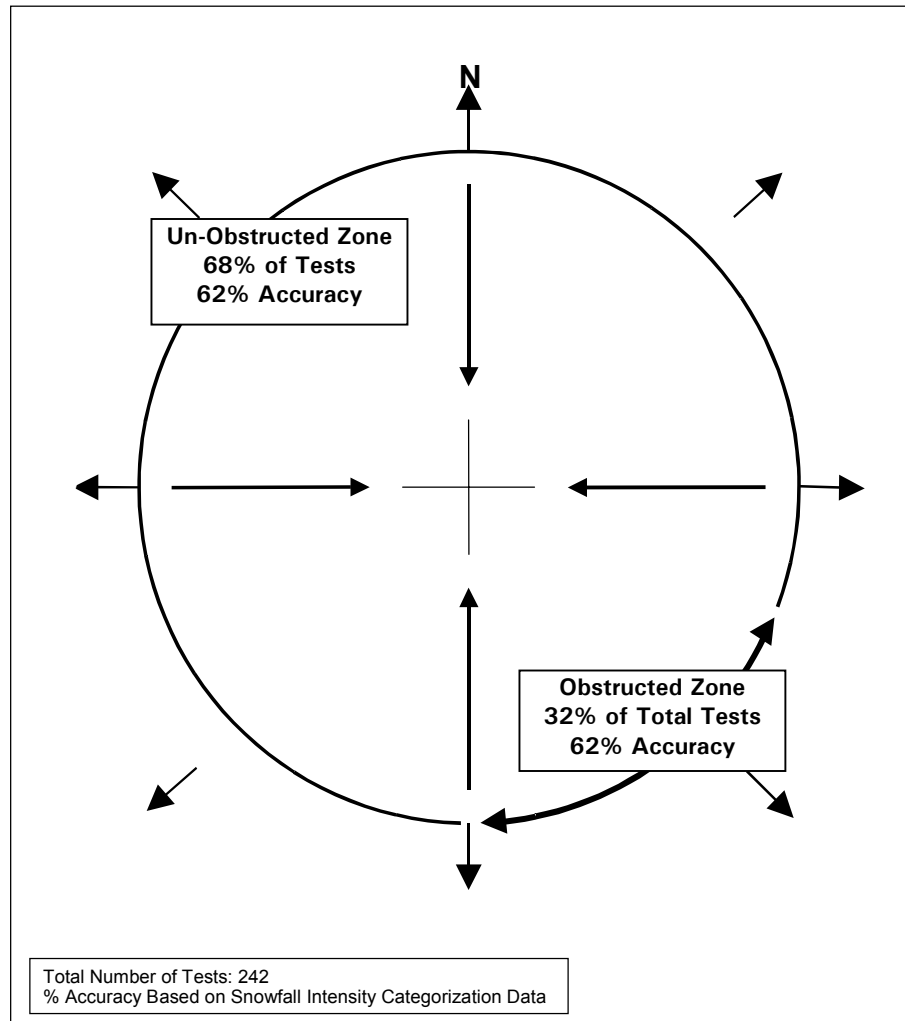 N
Un-Obstructed Zone
68% of Tests
62% Accuracy
Obstructed Zone
32% of Total Tests
62% Accuracy
Total Number of Tests: 242
% Accuracy Based on Snowfall Intensity Categorization Data